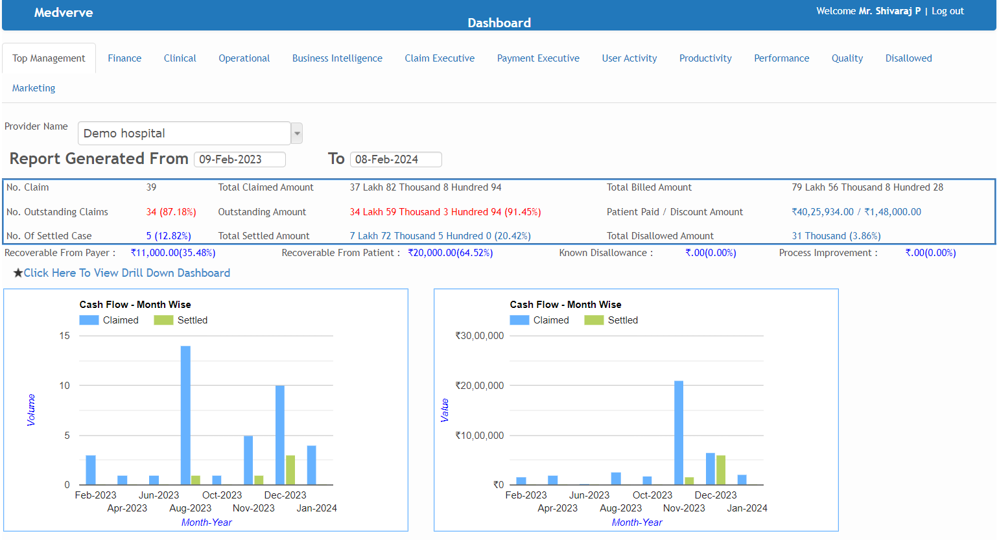 Medverve
Welcome Mr. Shivaraj P | Log out
Dashboard
Top Management Finance Clinical Operational Business Intelligence Claim Executive Payment Executive User Activity Productivity Performance Quality Disallowed
Marketing
Provider Name Demo hospital
Report Generated From 09-Feb-2023 To 08-Feb-2024
No. Claim 39 Total Claimed Amount 37 Lakh 82 Thousand 8 Hundred 94 Total Billed Amount 79 Lakh 56 Thousand 8 Hundred 28
No. Outstanding Claims 34 (87.18%) Outstanding Amount 34 Lakh 59 Thousand 3 Hundred 94 (91.45%) Patient Paid / Discount Amount ₹40,25,934.00 / ₹1,48,000.00
No. Of Settled Case 5 (12.82%) Total Settled Amount 7 Lakh 72 Thousand 5 Hundred 0 (20.42%) Total Disallowed Amount 31 Thousand (3.86%)
Recoverable From Payer : ₹11,000.00(35.48%) Recoverable From Patient : ₹20,000.00(64.52%) Known Disallowance : ₹.00(0.00%) Process Improvement : ₹.00(0.00%)
★Click Here To View Drill Down Dashboard
Cash Flow - Month Wise
Claimed Settled
15
10
5
0
Volume
Feb-2023 Jun-2023 Oct-2023 Dec-2023
Apr-2023 Aug-2023 Nov-2023 Jan-2024
Month-Year
Cash Flow - Month Wise
Claimed Settled
₹30,00,000
₹20,00,000
₹10,00,000
₹0
Value
Feb-2023 Jun-2023 Oct-2023 Dec-2023
Apr-2023 Aug-2023 Nov-2023 Jan-2024
Month-Year